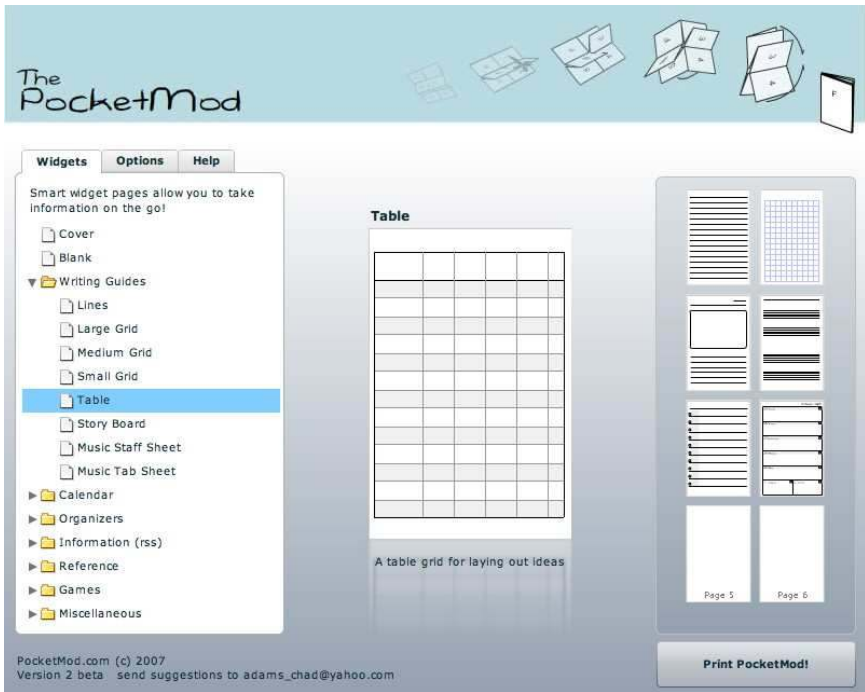 The
PocketMod
F
Widgets
Options
Help
Smart widget pages allow you to take
information on the go!
Cover
Blank
Writing Guides
Lines
Large Grid
Medium Grid
Small Grid
Table
Story Board
Music Staff Sheet
Music Tab Sheet
Calendar
Organizers
Information (rss)
Reference
Games
Miscellaneous
Table
A table grid for laying out ideas
Page 5
Page 6
Print PocketMod!
PocketMod.com (c) 2007
Version 2 beta send suggestions to adams_chad@yahoo.com